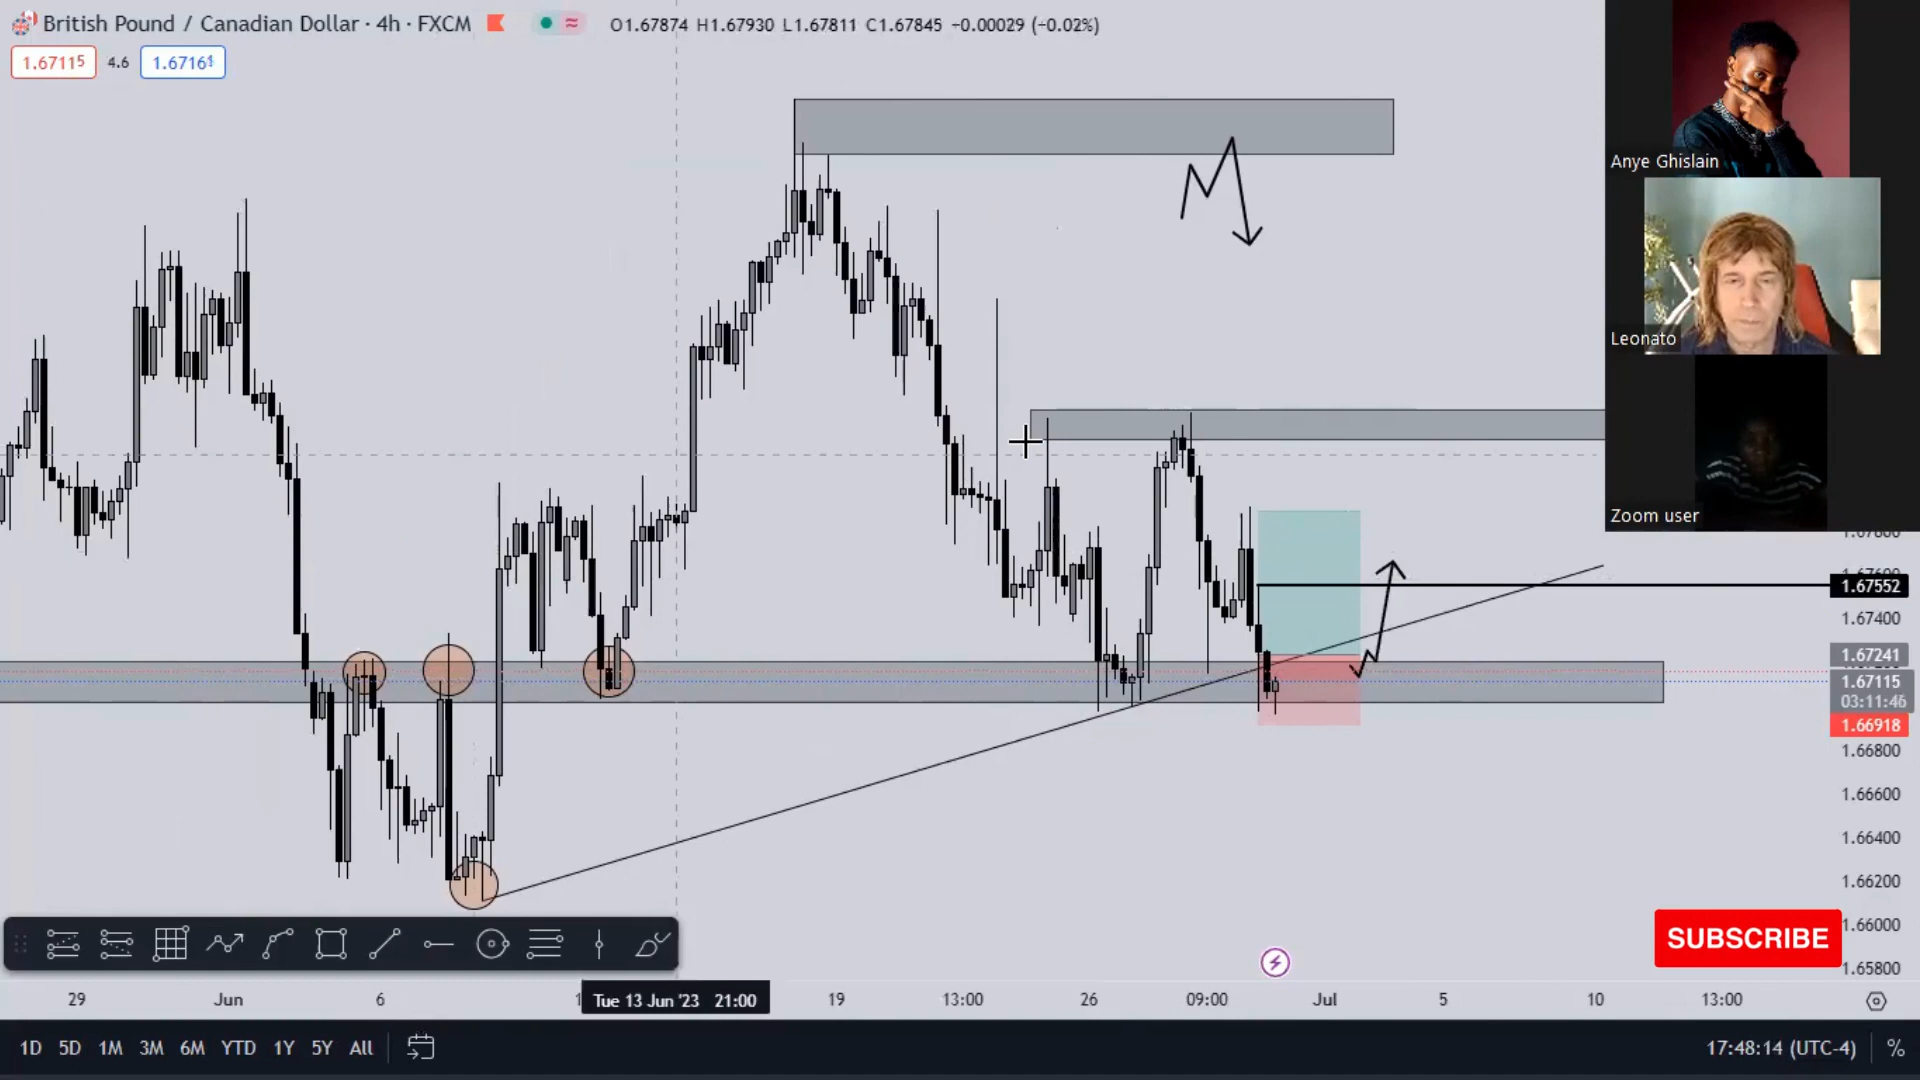 British Pound / Canadian Dollar · 4h · FXCM
O1.67874 H1.67930 L1.67811 C1.67845 −0.00029 (−0.02%)
1.67115 4.6
Anye Ghislain
Leonato
Zoom user
1.67552
1.67400
1.67241
1.67115
03:11:46
1.66918
1.66800
1.66600
1.66400
1.66200
1.66000
1.65800
SUBSCRIBE
29 Jun 6 Tue 13 Jun '23 21:00 19 13:00 26 09:00 Jul 5 10 13:00
1D 5D 1M 3M 6M YTD 1Y 5Y All
17:48:14 (UTC-4) %